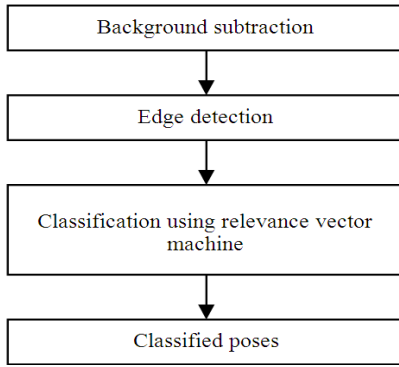 Background subtraction
Edge detection
Classification using relevance vector
machine
Classified poses